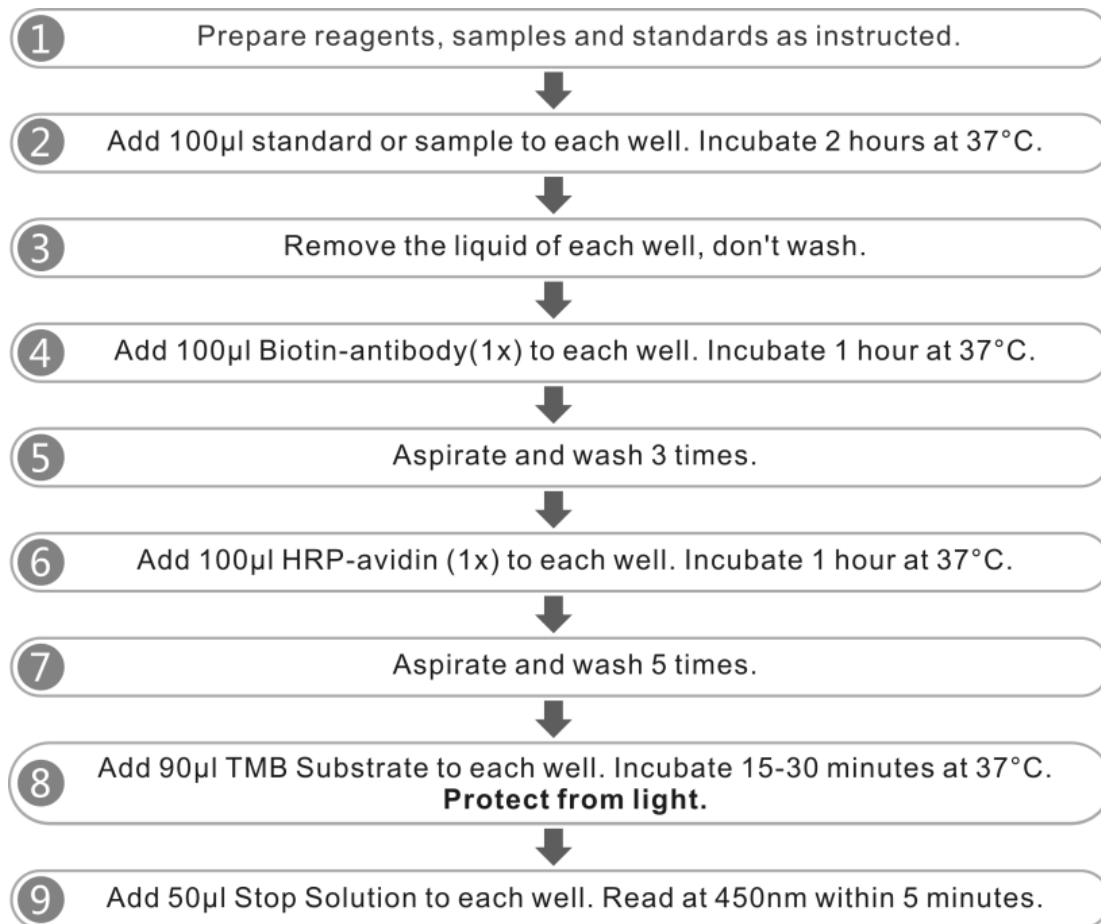 1 Prepare reagents, samples and standards as instructed.
2 Add 100μl standard or sample to each well. Incubate 2 hours at 37°C.
3 Remove the liquid of each well, don't wash.
4 Add 100μl Biotin-antibody(1x) to each well. Incubate 1 hour at 37°C.
5 Aspirate and wash 3 times.
6 Add 100μl HRP-avidin (1x) to each well. Incubate 1 hour at 37°C.
7 Aspirate and wash 5 times.
8 Add 90μl TMB Substrate to each well. Incubate 15-30 minutes at 37°C.
Protect from light.
9 Add 50μl Stop Solution to each well. Read at 450nm within 5 minutes.